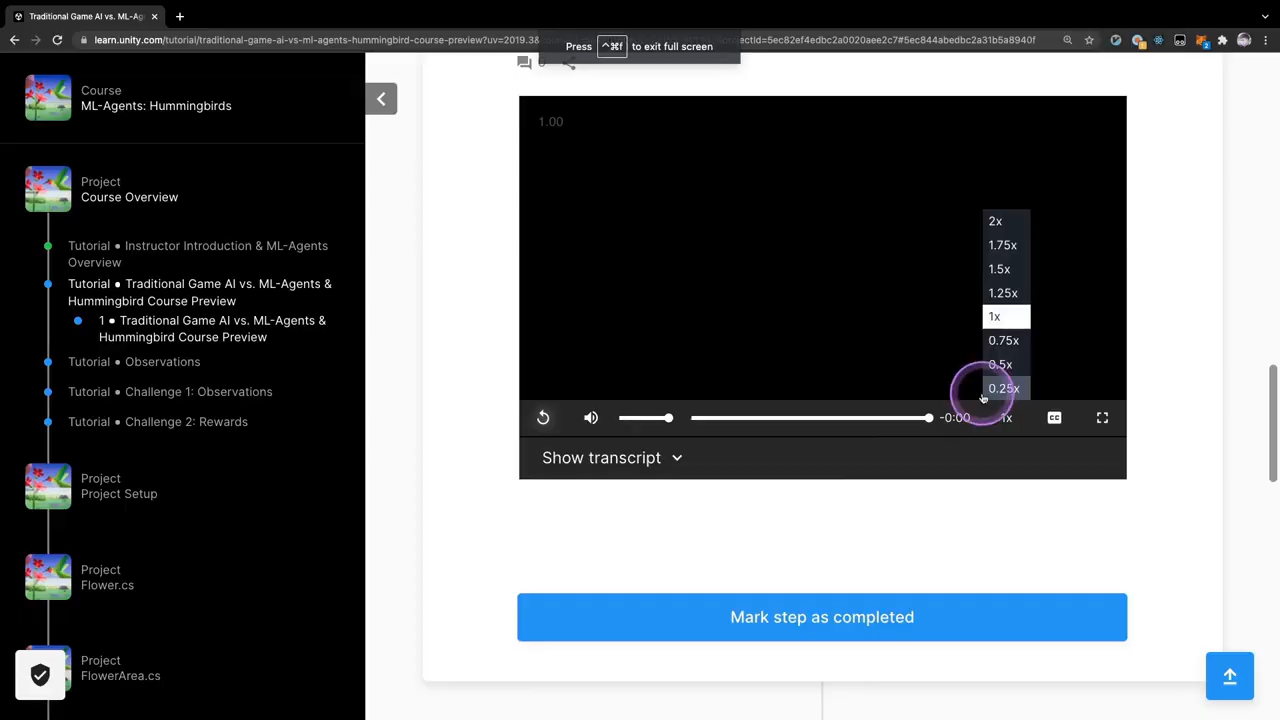 Traditional Game AI vs. ML-Ag
Press ^⌘f to exit full screen
learn.unity.com/tutorial/traditional-game-ai-vs-ml-agents-hummingbird-course-preview?uv=2019.3
ectId=5ec82ef4edbc2a0020aee2c7#5ec844abedbc2a31b5a8940f
Course
ML-Agents: Hummingbirds
Project
Course Overview
Tutorial • Instructor Introduction & ML-Agents
Overview
Tutorial • Traditional Game AI vs. ML-Agents &
Hummingbird Course Preview
1 • Traditional Game AI vs. ML-Agents &
Hummingbird Course Preview
Tutorial • Observations
Tutorial • Challenge 1: Observations
Tutorial • Challenge 2: Rewards
Project
Project Setup
Project
Flower.cs
Project
FlowerArea.cs
1.00
2x
1.75x
1.5x
1.25x
1x
0.75x
0.5x
0.25x
-0:00
1x
CC
Show transcript
Mark step as completed